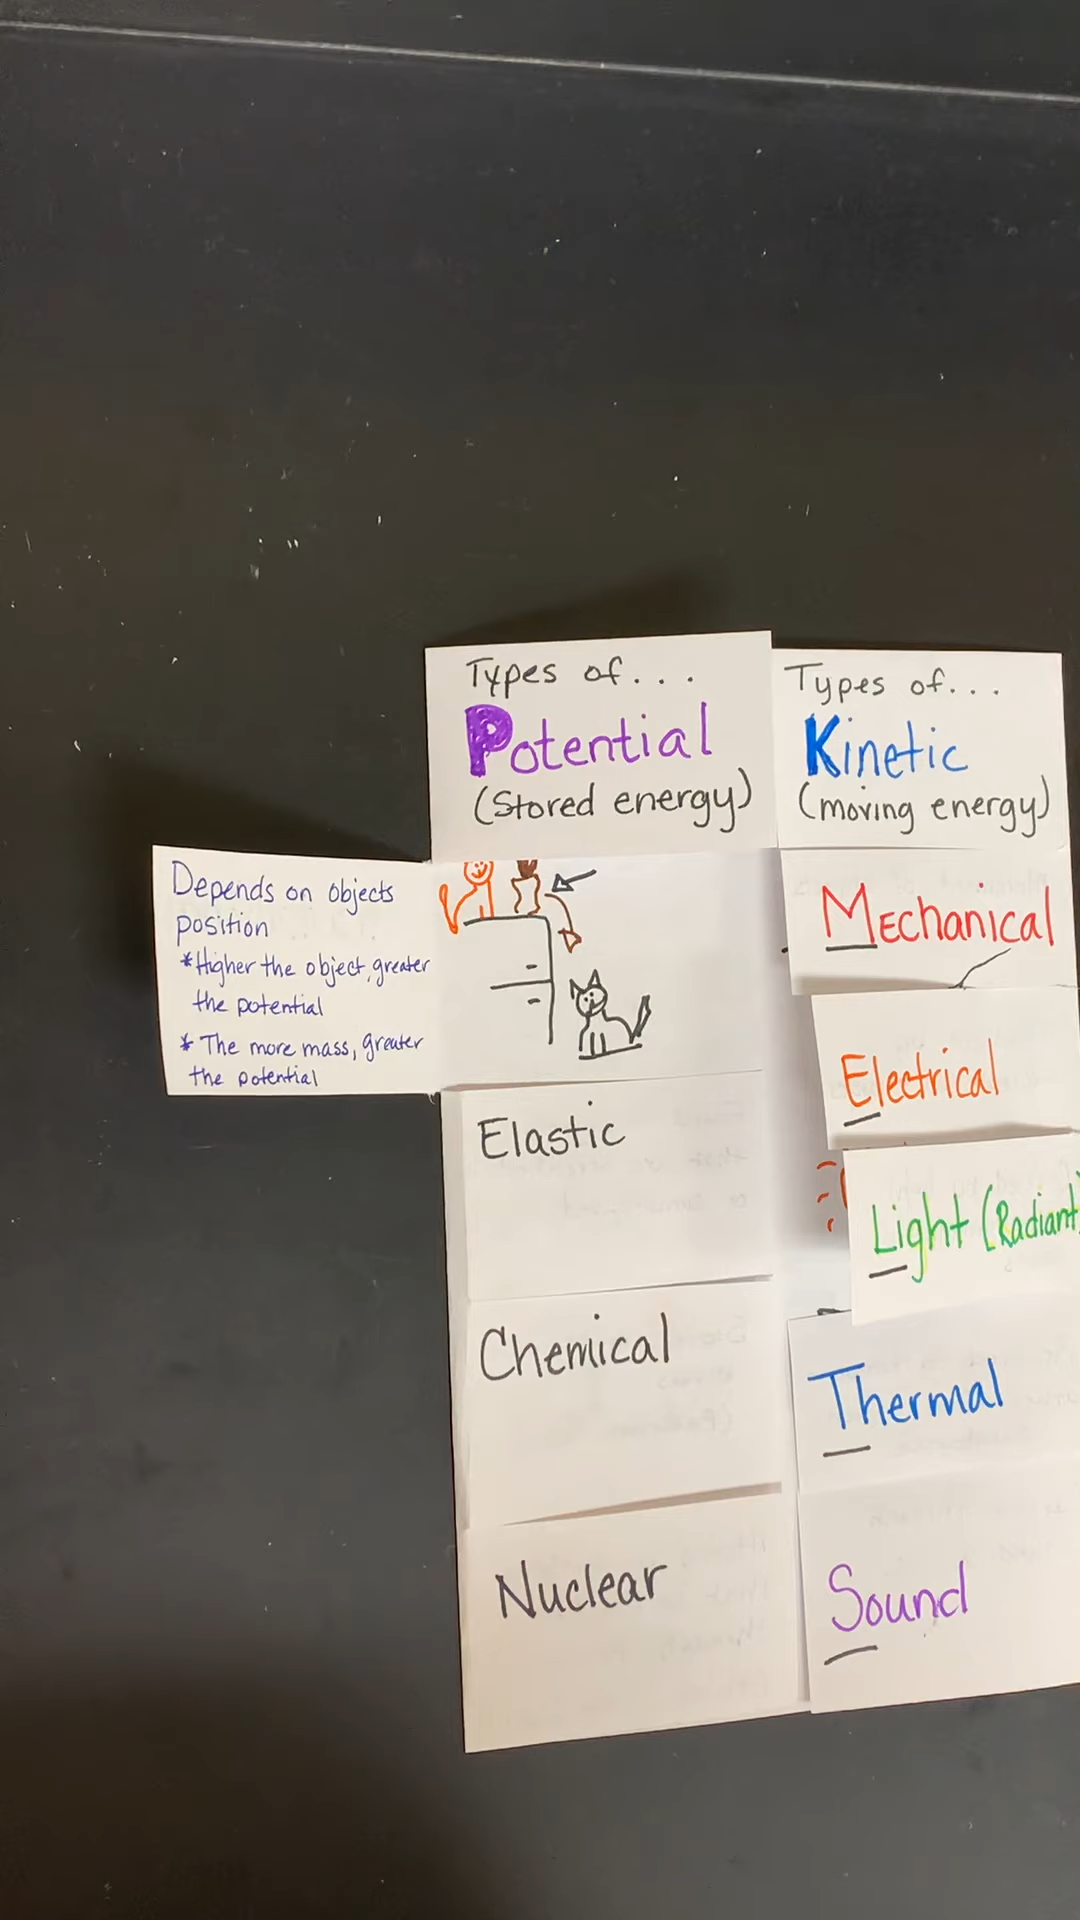 Types of...
Potential
(Stored energy)
Types of...
Kinetic
(moving energy)
Depends on objects
position
*Higher the object, greater
the potential
* The more mass, greater
the potential
Elastic
Chemical
Nuclear
Mechanical
Electrical
Light (Radiant)
Thermal
Sound